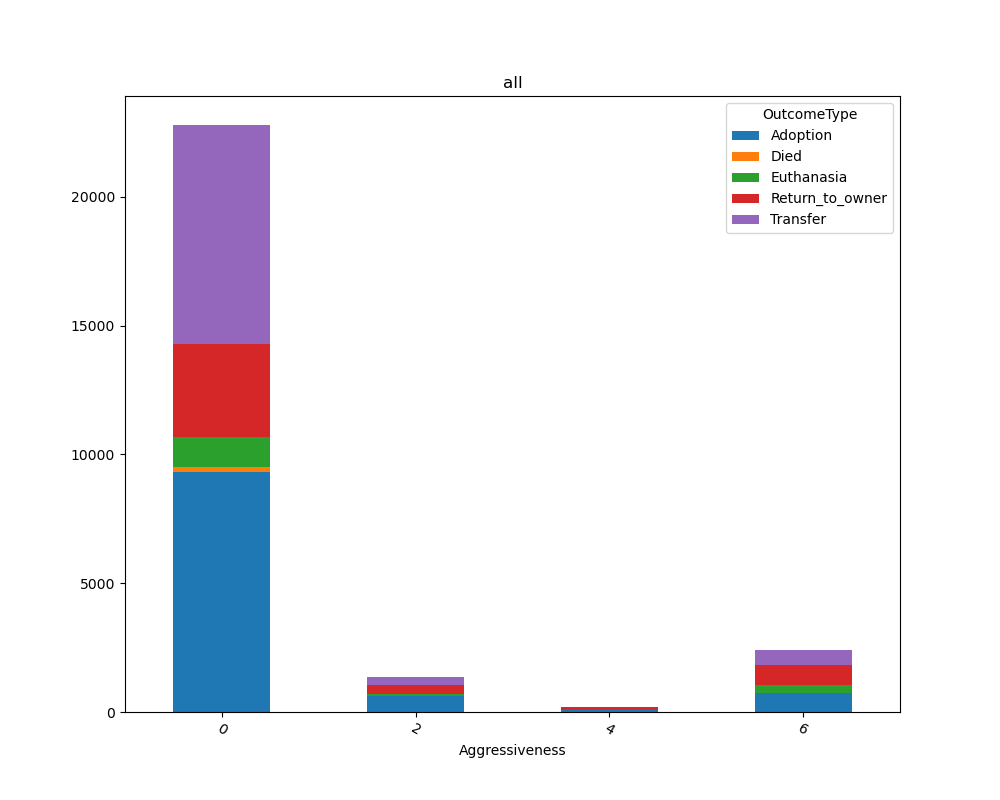 all
OutcomeType
Adoption
Died
Euthanasia
Return_to_owner
Transfer
20000
15000
10000
5000
0
0 2 4 6
Aggressiveness